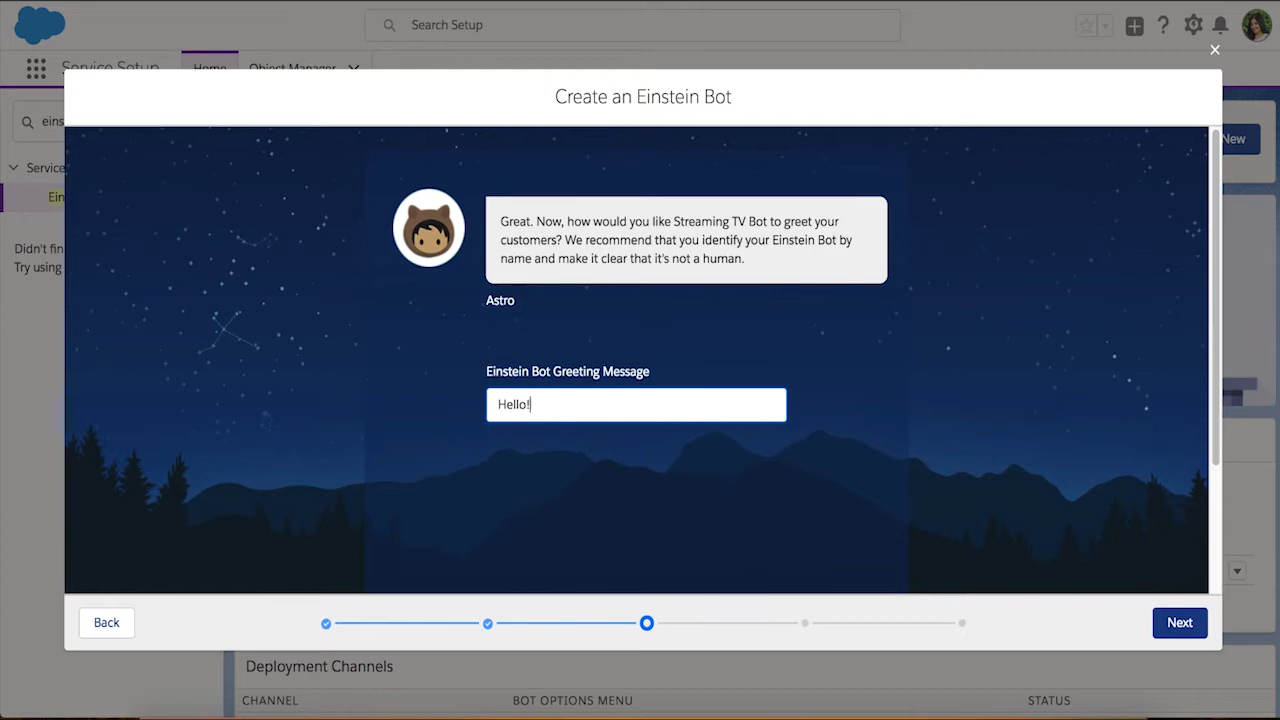 Search Setup
Service Setup
Home
Object Manager
Create an Einstein Bot
eins
New
Service
Ein
Didn't fin
Try using
Great. Now, how would you like Streaming TV Bot to greet your
customers? We recommend that you identify your Einstein Bot by
name and make it clear that it's not a human.
Astro
Einstein Bot Greeting Message
Hello!
Back
Next
Deployment Channels
CHANNEL
BOT OPTIONS MENU
STATUS